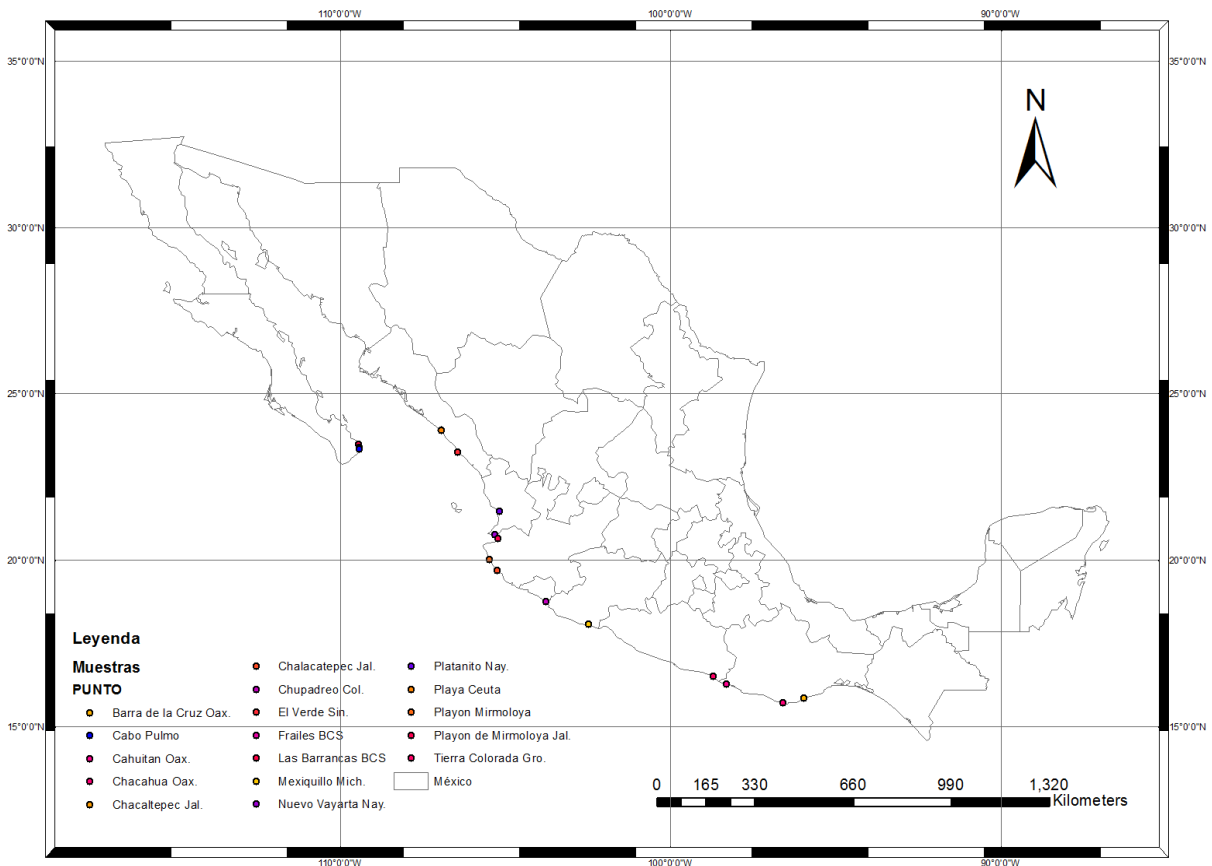 110°0'0"W 100°0'0"W 90°0'0"W
35°0'0"N 35°0'0"N
N
30°0'0"N 30°0'0"N
25°0'0"N 25°0'0"N
20°0'0"N 20°0'0"N
15°0'0"N 15°0'0"N
Leyenda
Muestras
PUNTO
Barra de la Cruz Oax.
Cabo Pulmo
Cahuitan Oax.
Chacahua Oax.
Chacaltepec Jal.
Chalacatepec Jal.
Chupadreo Col.
El Verde Sin.
Frailes BCS
Las Barrancas BCS
Mexiquillo Mich.
Nuevo Vayarta Nay.
Platanito Nay.
Playa Ceuta
Playon Mirmoloya
Playon de Mirmoloya Jal.
Tierra Colorada Gro.
México
0 165 330 660 990 1,320
Kilometers
110°0'0"W 100°0'0"W 90°0'0"W